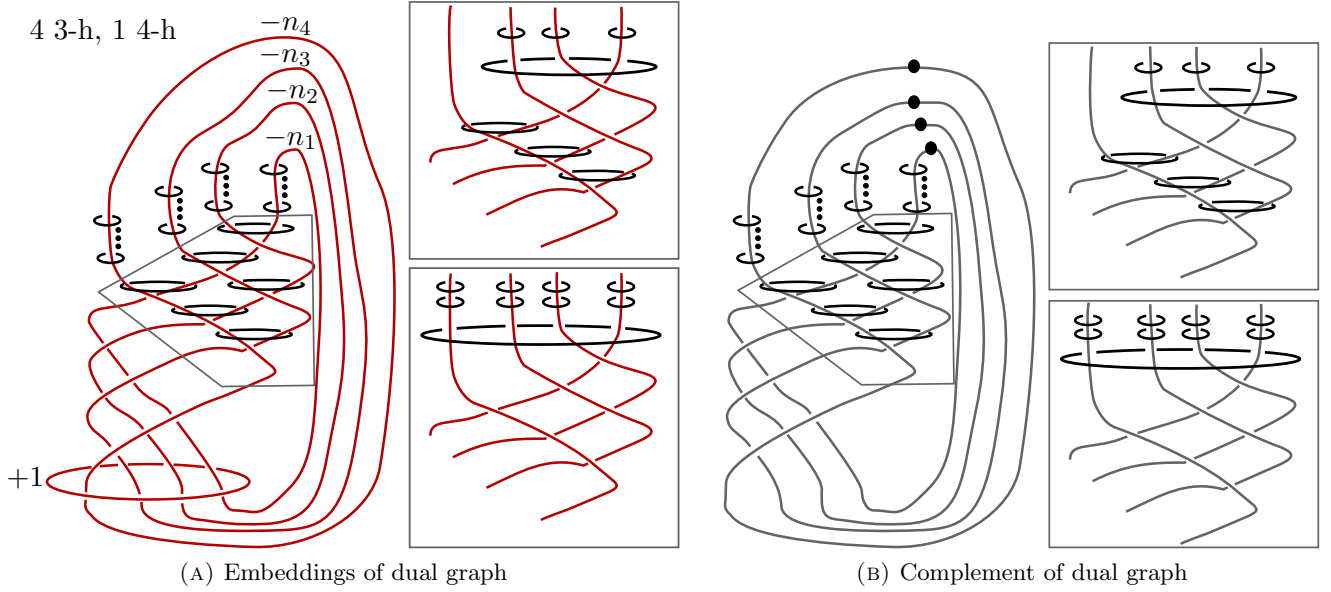 4 3-h, 1 4-h
−n₄
−n₃
−n₂
−n₁
+1
(A) Embeddings of dual graph
(B) Complement of dual graph